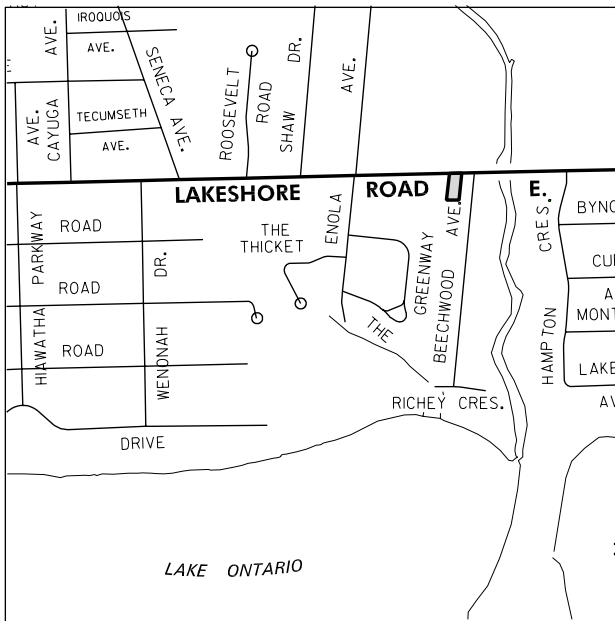 IROQUOIS
AVE.
AVE.
CAYUGA
AVE.
TECUMSETH
AVE.
SENECA AVE.
ROOSEVELT
ROAD
SHAW DR.
AVE.
LAKESHORE ROAD E.
PARKWAY
HIAWATHA
ROAD
ROAD
ROAD
DR.
WENONAH
THE
THICKET
ENOLA
GREENWAY
THE
AVE.
BEECHWOOD
RICHEY CRES.
CRES.
HAMPTON
MONT
LAKE
AV
DRIVE
LAKE ONTARIO